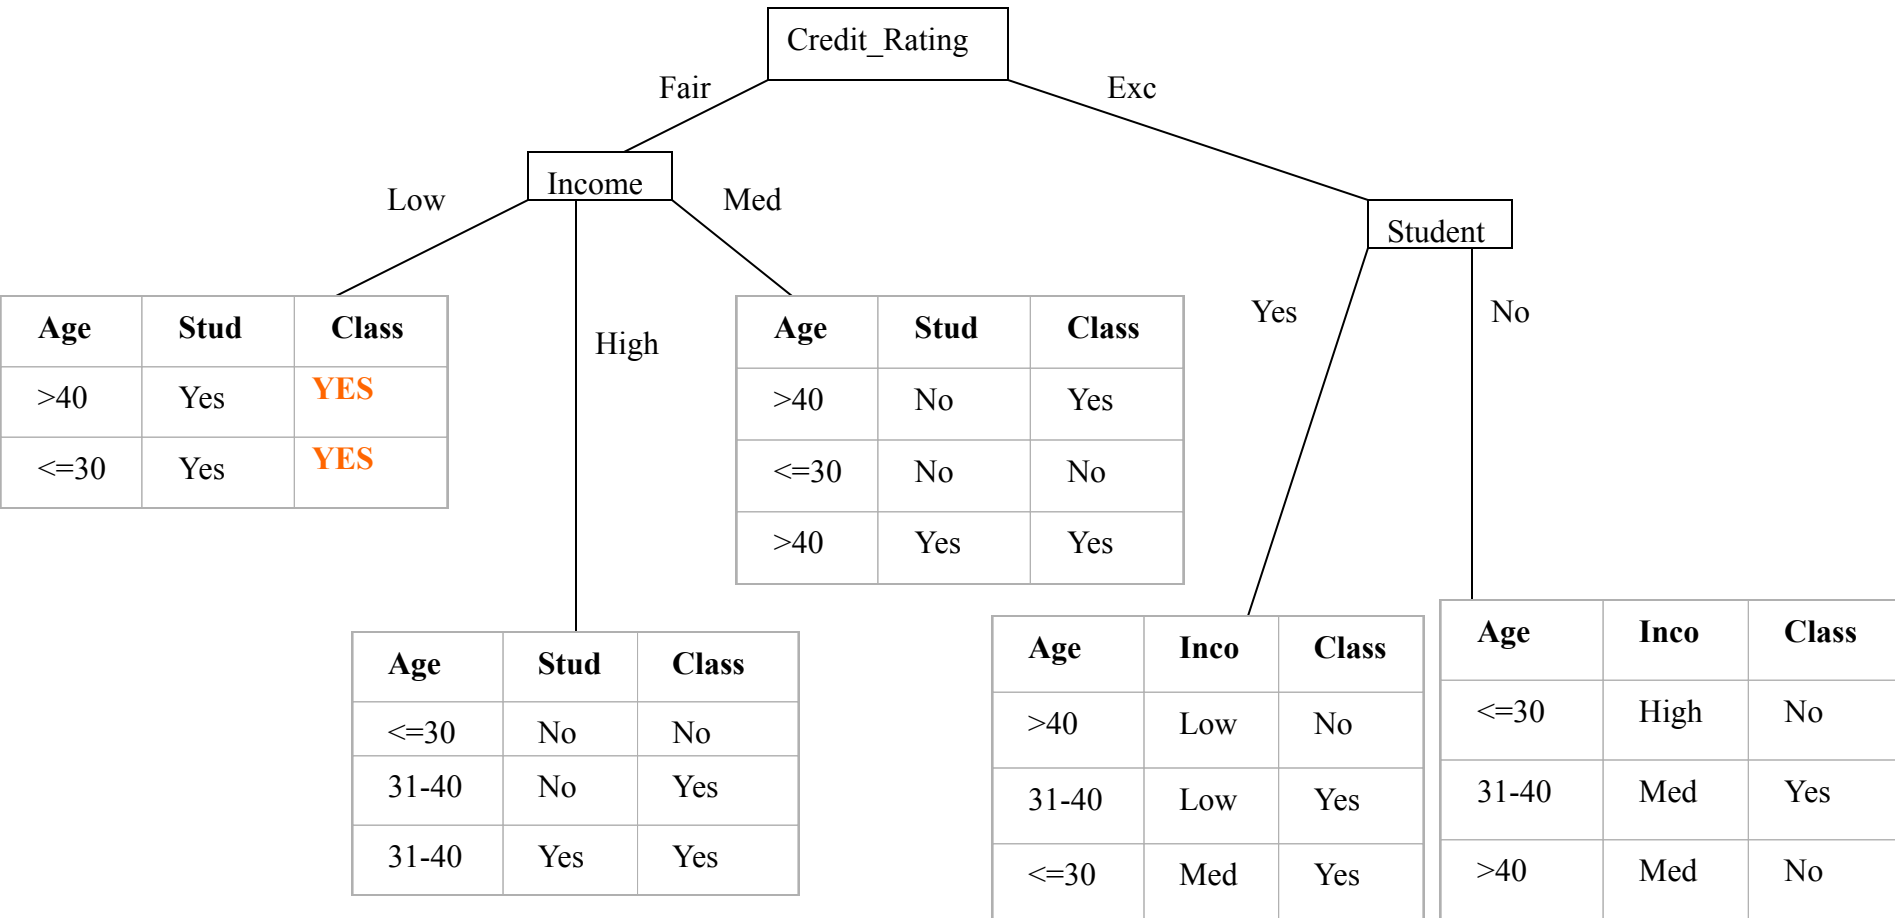 Credit_Rating
Fair
Exc
Income
Low
Med
Student
Yes
No
High
Age Stud Class
>40 Yes YES
<=30 Yes YES
Age Stud Class
>40 No Yes
<=30 No No
>40 Yes Yes
Age Stud Class
<=30 No No
31-40 No Yes
31-40 Yes Yes
Age Inco Class
>40 Low No
31-40 Low Yes
<=30 Med Yes
Age Inco Class
<=30 High No
31-40 Med Yes
>40 Med No